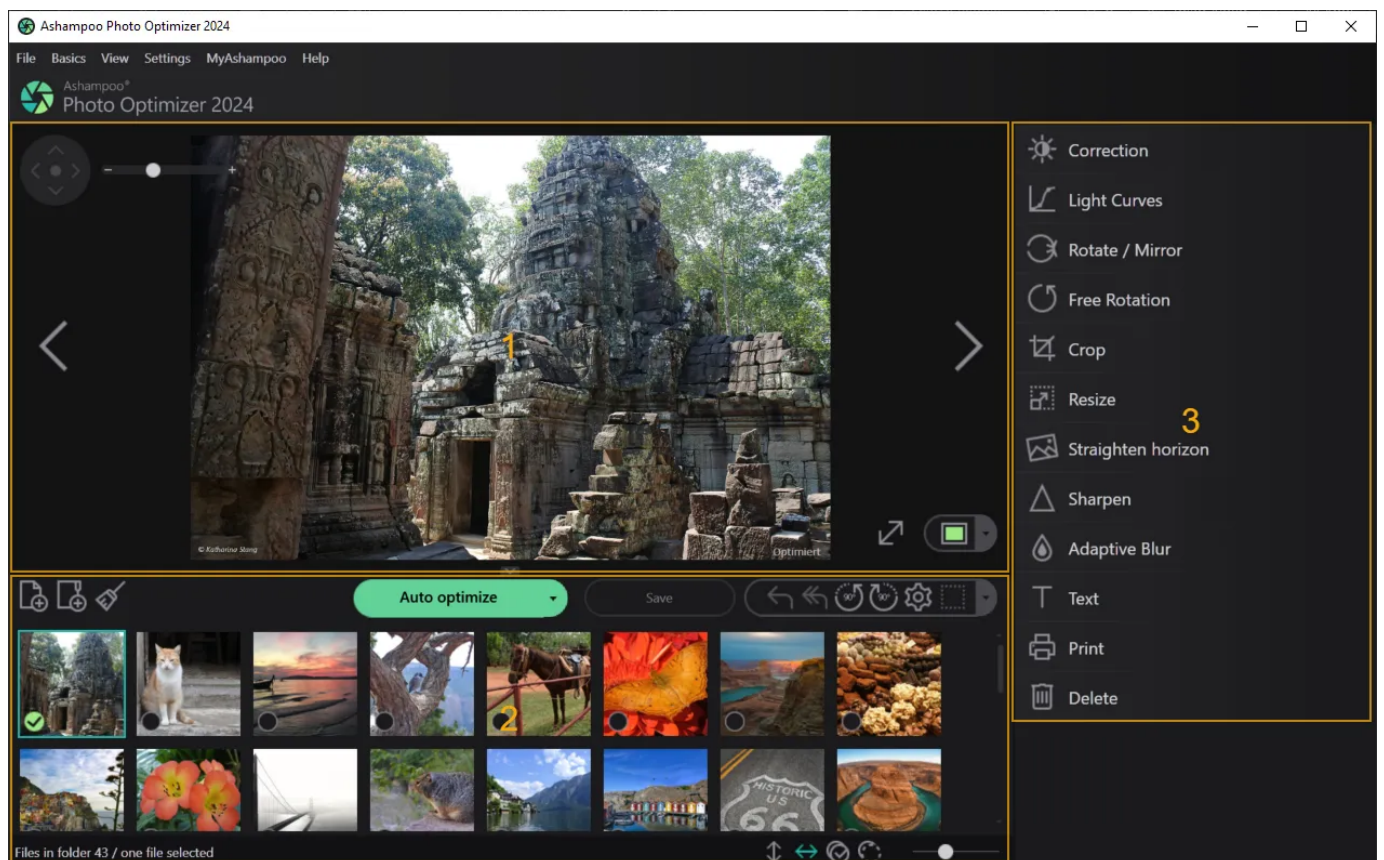 Ashampoo Photo Optimizer 2024
File Basics View Settings MyAshampoo Help
Ashampoo®
Photo Optimizer 2024
Correction
Light Curves
Rotate / Mirror
Free Rotation
1
Crop
Resize
3
Straighten horizon
Sharpen
© Katharina Stang
Optimiert
Adaptive Blur
Auto optimize
Save
90°
90°
Text
Print
Delete
2
HISTORIC
US
66
Files in folder 43 / one file selected